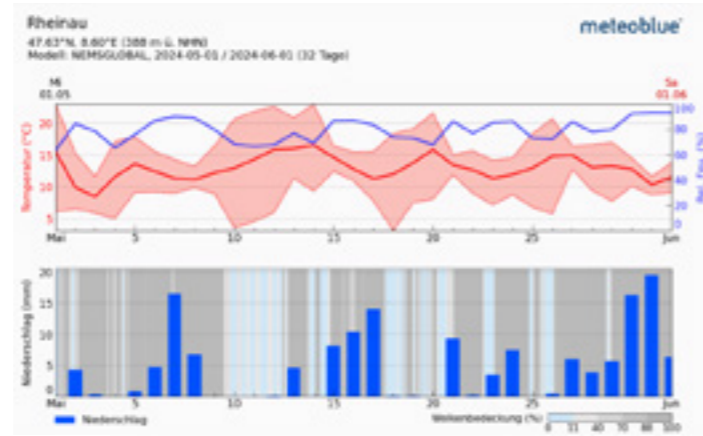 Rheinau
meteoblue
47.63°N, 8.60°E (388 m ü. NHN)
Modell: NEMSGLOBAL, 2024-05-01 / 2024-06-01 (32 Tage)
Mi
01.05
Sa
01.06
Temperatur (°C)
20
15
10
5
100
80
60
40
20
0
Rel. Feu. (%)
Mai
5
10
15
20
25
Jun
Niederschlag (mm)
20
15
10
5
0
Mai
5
10
15
20
25
Jun
Niederschlag
Wolkenbedeckung (%)
0 11 40 70 88 100